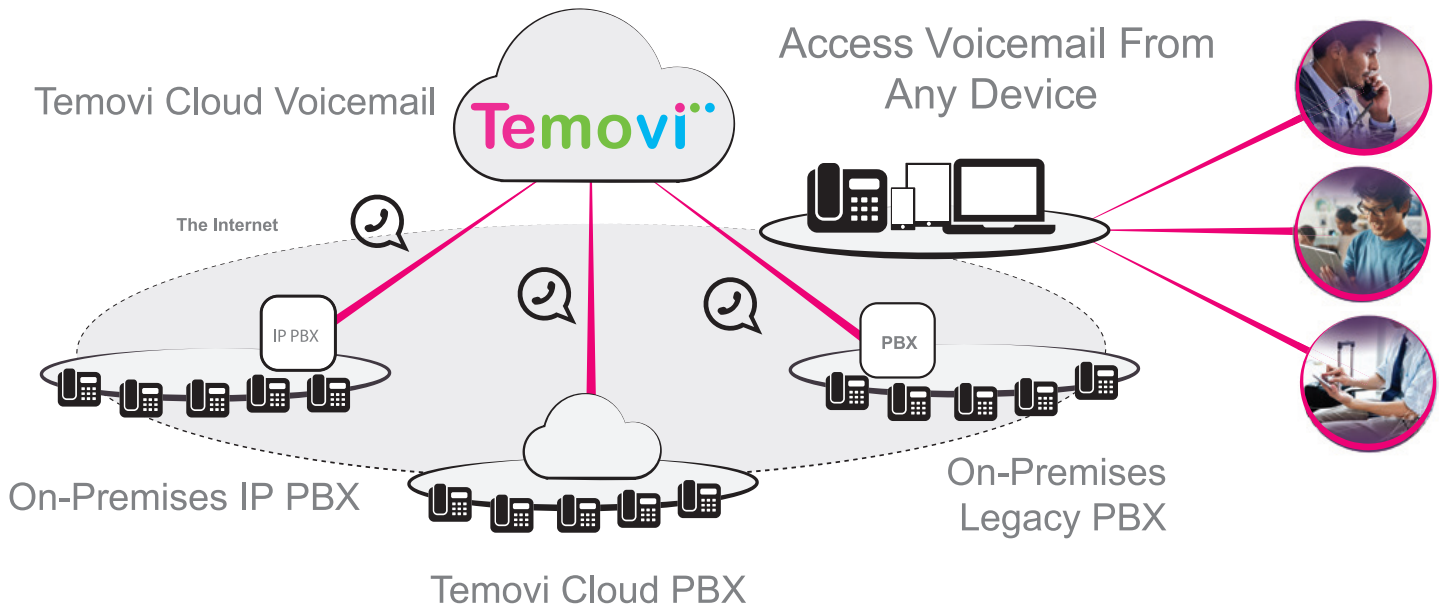 Temovi Cloud Voicemail
Temovi
Access Voicemail From
Any Device
The Internet
IP PBX
PBX
On-Premises IP PBX
On-Premises
Legacy PBX
Temovi Cloud PBX